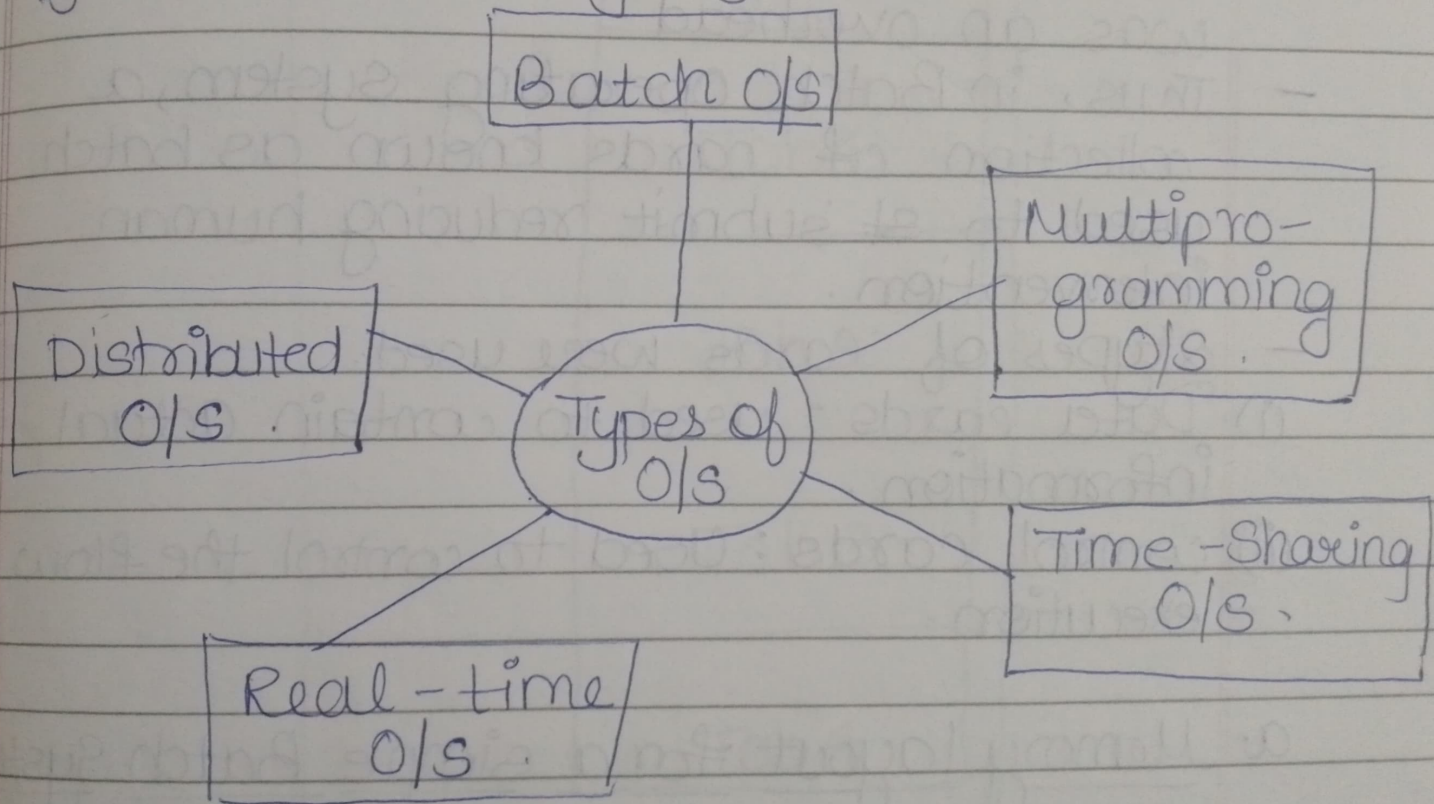 Batch O/S
Multipro-
gramming
O/S.
Distributed
O/S.
Types of
O/S
Time-Sharing
O/S.
Real-time
O/S.